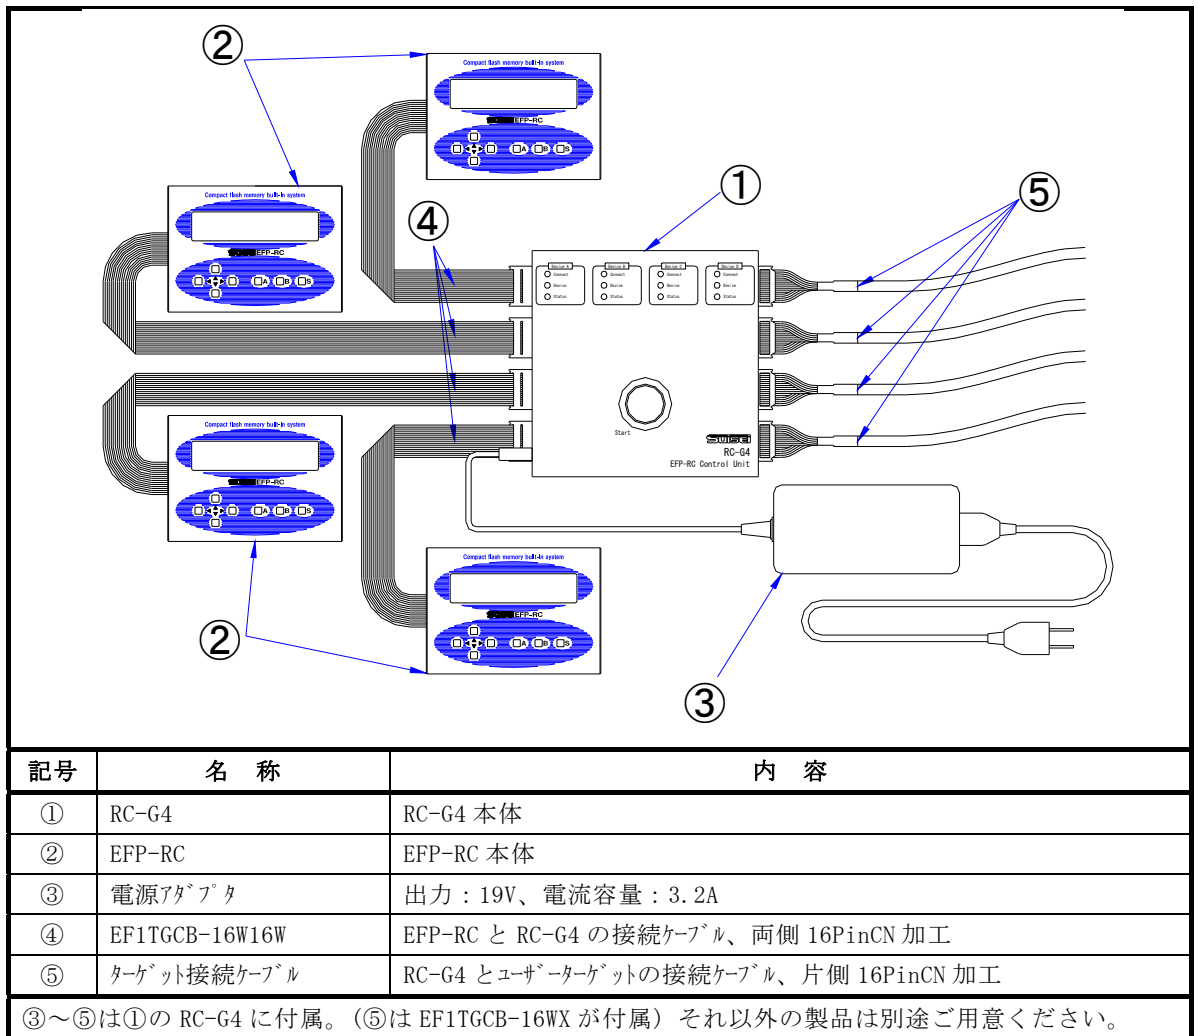 ②
Compact flash memory built-in system
EFP-RC
A B S
①
⑤
④
Compact flash memory built-in system
EFP-RC
A B S
Device A Device B Device C Device D
Connect Connect Connect Connect
Device Device Device Device
Status Status Status Status
Start
SUISEI
RC-G4
EFP-RC Control Unit
Compact flash memory built-in system
EFP-RC
A B S
Compact flash memory built-in system
EFP-RC
A B S
②
③
記号 名 称 内 容
① RC-G4 RC-G4 本体
② EFP-RC EFP-RC 本体
③ 電源ｱﾀﾞﾌﾟﾀ 出力：19V、電流容量：3.2A
④ EF1TGCB-16W16W EFP-RC と RC-G4 の接続ｹｰﾌﾞﾙ、両側 16PinCN 加工
⑤ ﾀｰｹﾞｯﾄ接続ｹｰﾌﾞﾙ RC-G4 とﾕｰｻﾞｰﾀｰｹﾞｯﾄの接続ｹｰﾌﾞﾙ、片側 16PinCN 加工
③～⑤は①の RC-G4 に付属。（⑤は EF1TGCB-16WX が付属）それ以外の製品は別途ご用意ください。